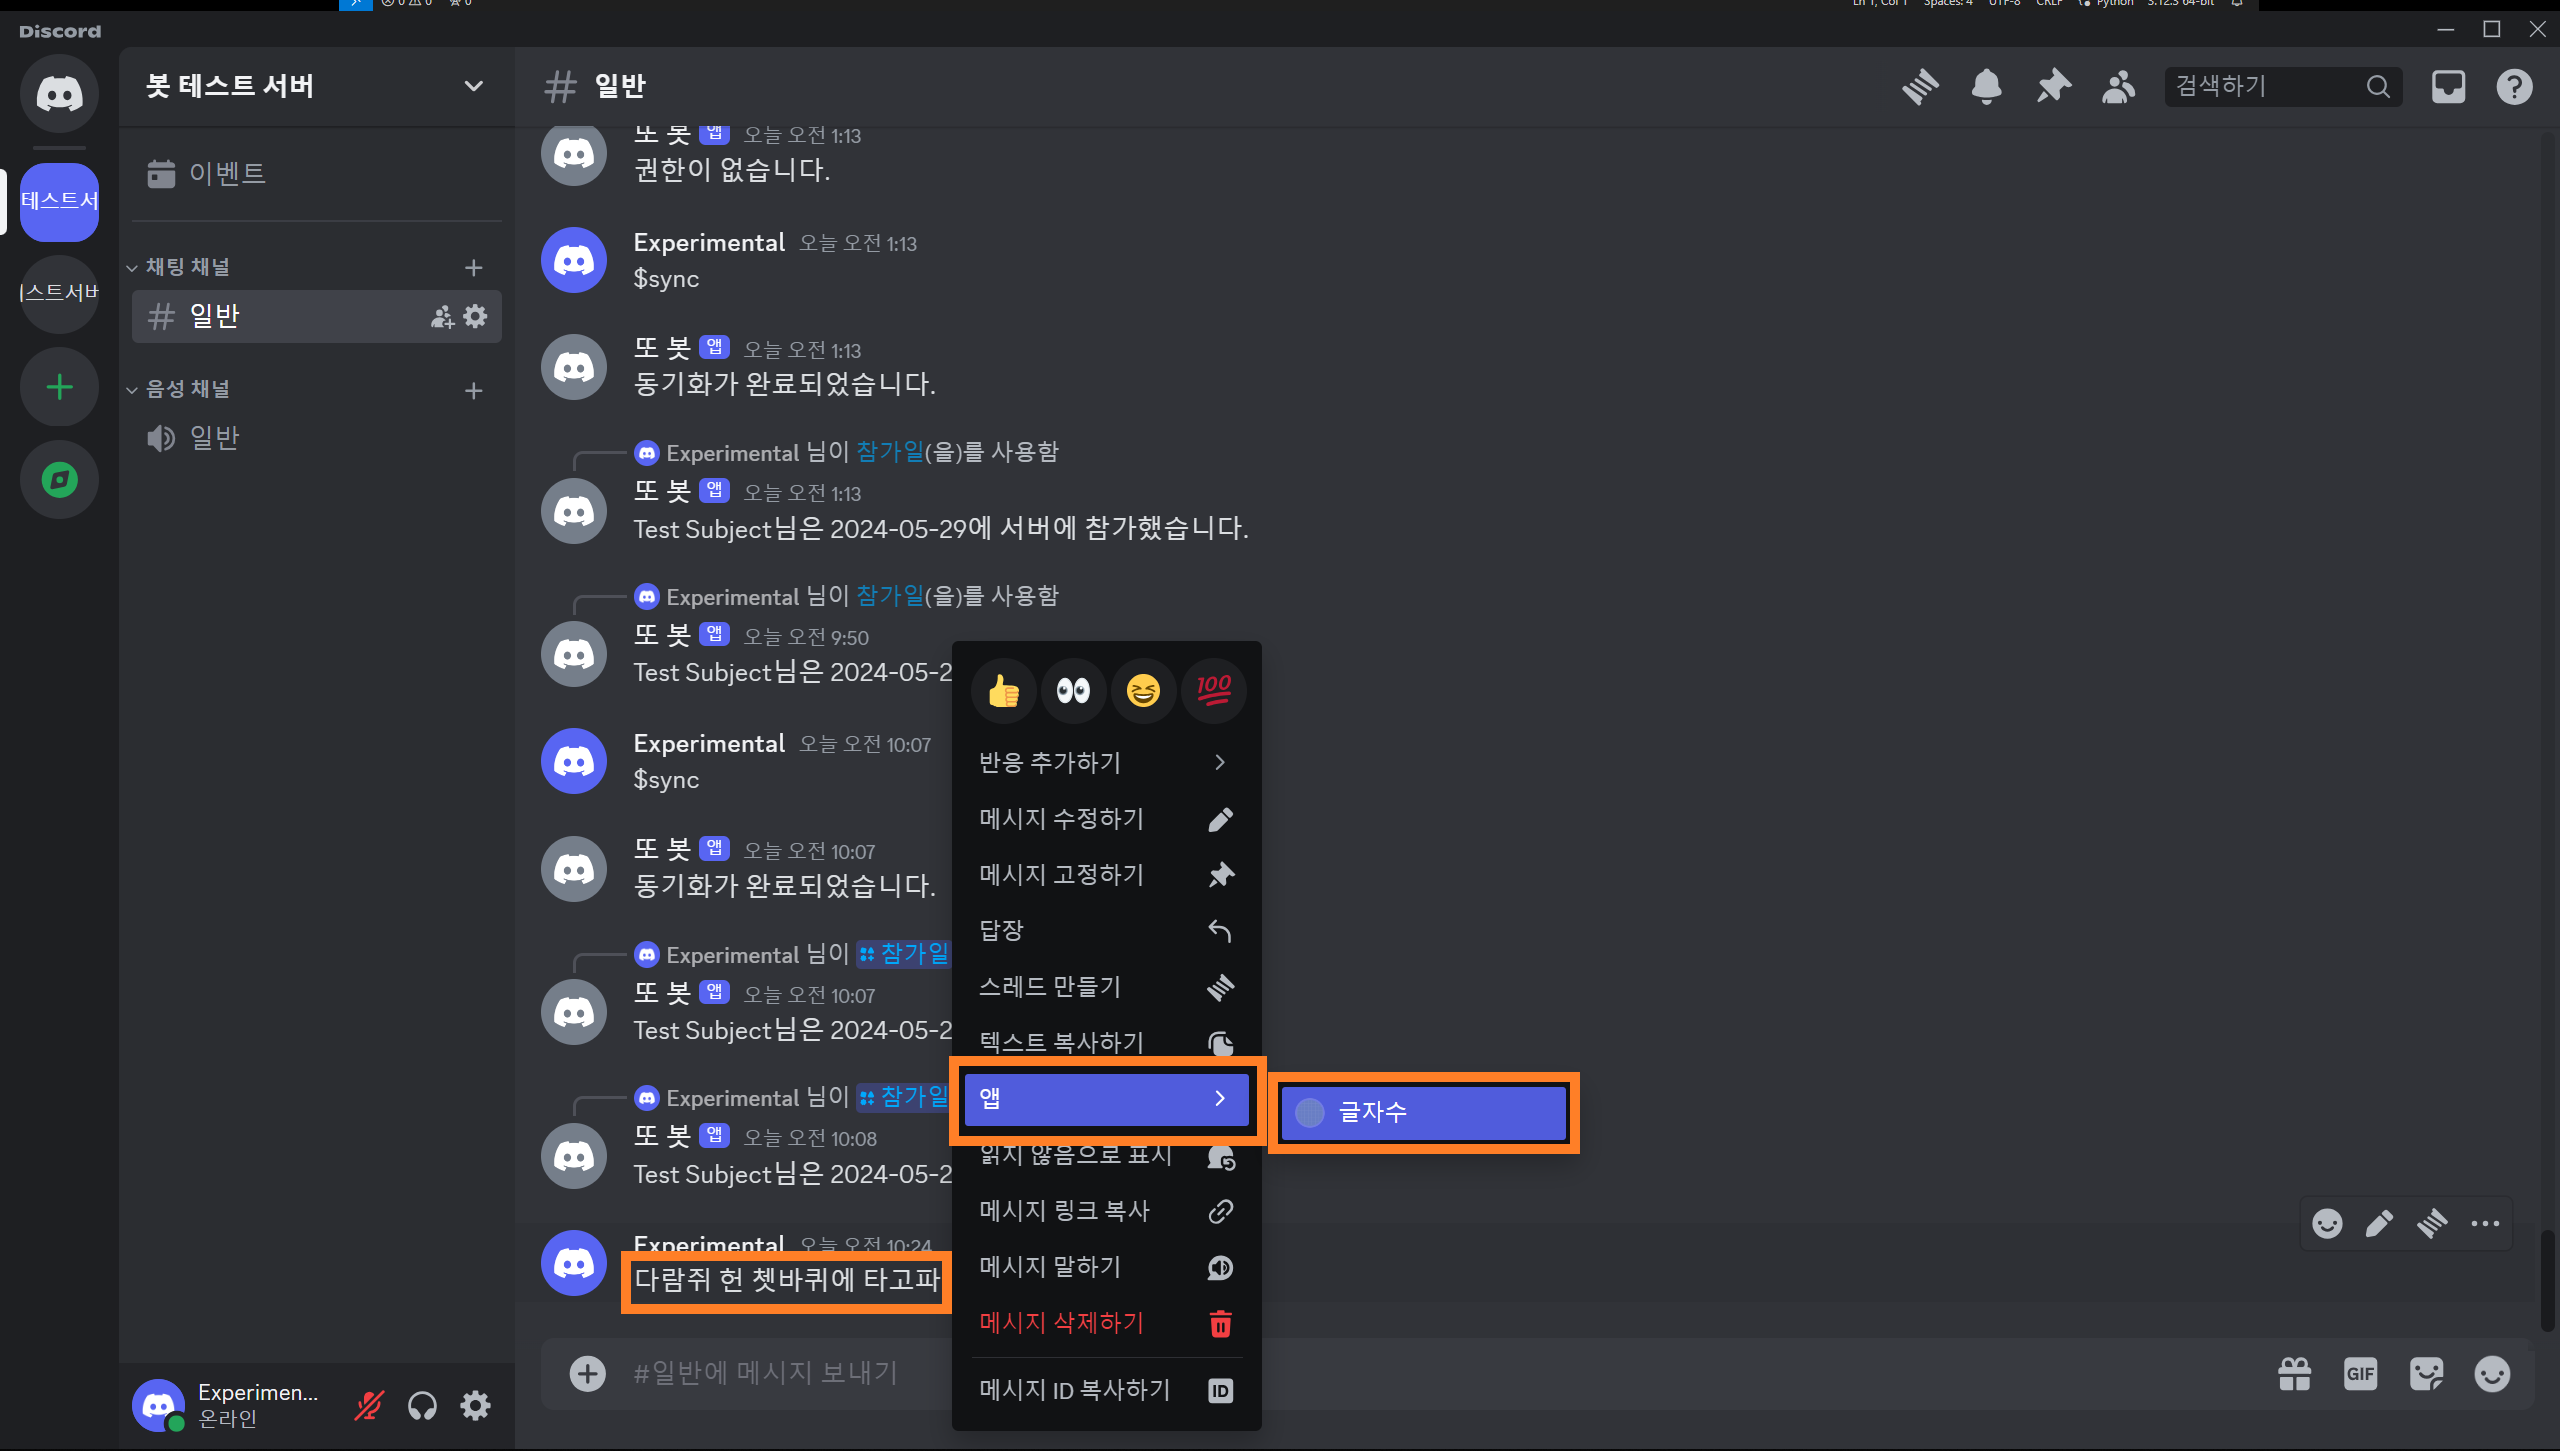 Ln 1, Col 1 Spaces: 4 UTF-8 CRLF Python 3.12.3 64-bit
Discord
봇 테스트 서버
# 일반
검색하기
테스트서
이벤트
채팅 채널
일반
음성 채널
일반
또 봇 앱 오늘 오전 1:13
권한이 없습니다.
Experimental 오늘 오전 1:13
$sync
또 봇 앱 오늘 오전 1:13
동기화가 완료되었습니다.
Experimental 님이 참가일(을)를 사용함
또 봇 앱 오늘 오전 1:13
Test Subject님은 2024-05-29에 서버에 참가했습니다.
Experimental 님이 참가일(을)를 사용함
또 봇 앱 오늘 오전 9:50
Test Subject님은 2024-05-2
Experimental 오늘 오전 10:07
$sync
또 봇 앱 오늘 오전 10:07
동기화가 완료되었습니다.
Experimental 님이 참가일
또 봇 앱 오늘 오전 10:07
Test Subject님은 2024-05-2
Experimental 님이 참가일
또 봇 앱 오늘 오전 10:08
Test Subject님은 2024-05-2
Experimental 오늘 오전 10:24
다람쥐 헌 쳇바퀴에 타고파
100
반응 추가하기
메시지 수정하기
메시지 고정하기
답장
스레드 만들기
텍스트 복사하기
앱
글자수
읽지 않음으로 표시
메시지 링크 복사
메시지 말하기
메시지 삭제하기
메시지 ID 복사하기 ID
#일반에 메시지 보내기
GIF
Experimen...
온라인